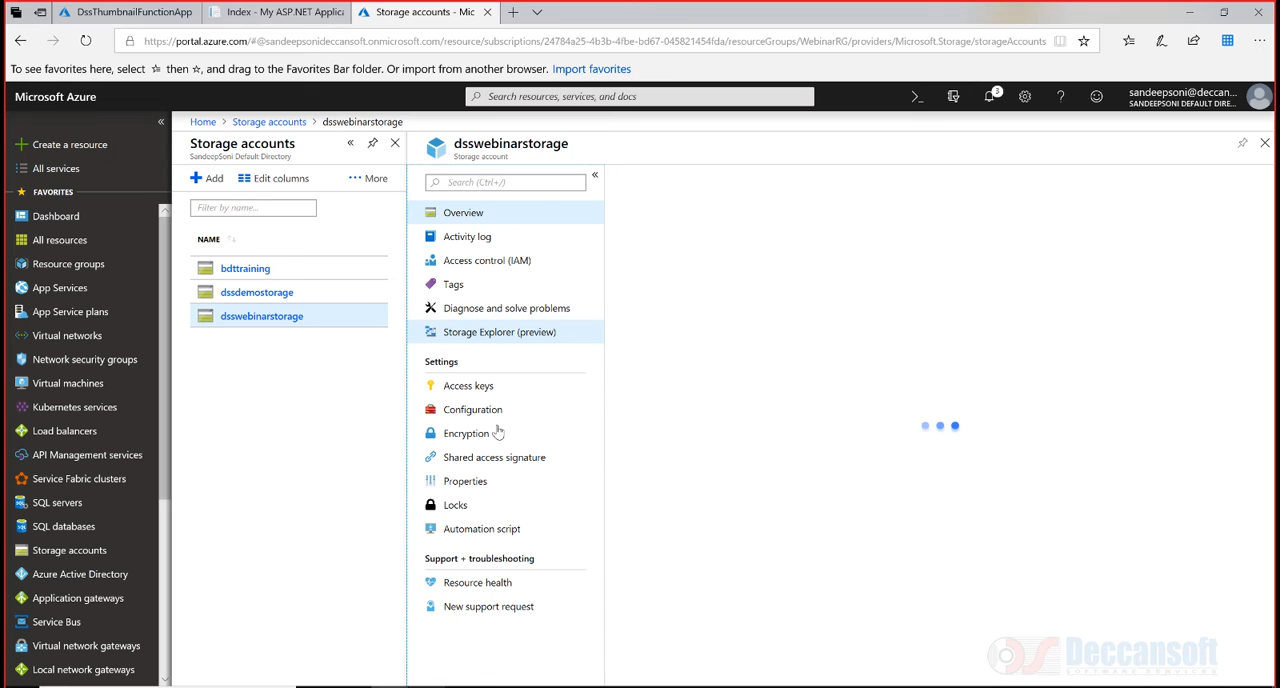 DssThumbnailFunctionApp
Index - My ASP.NET Applica
Storage accounts - Mic
https://portal.azure.com/#@sandeepsonideccansoft.onmicrosoft.com/resource/subscriptions/24784a25-4b3b-4fbe-bd67-045821454fda/resourceGroups/WebinarRG/providers/Microsoft.Storage/storageAccounts
To see favorites here, select then ☆, and drag to the Favorites Bar folder. Or import from another browser. Import favorites
Microsoft Azure
Search resources, services, and docs
3
sandeepsoni@deccan...
SANDEEPSONI DEFAULT DIRE...
Create a resource
All services
FAVORITES
Dashboard
All resources
Resource groups
App Services
App Service plans
Virtual networks
Network security groups
Virtual machines
Kubernetes services
Load balancers
API Management services
Service Fabric clusters
SQL servers
SQL databases
Storage accounts
Azure Active Directory
Application gateways
Service Bus
Virtual network gateways
Local network gateways
Home > Storage accounts > dsswebinarstorage
Storage accounts
SandeepSoni Default Directory
Add
Edit columns
More
Filter by name...
NAME
bdttraining
dssdemostorage
dsswebinarstorage
dsswebinarstorage
Storage account
Search (Ctrl+/)
Overview
Activity log
Access control (IAM)
Tags
Diagnose and solve problems
Storage Explorer (preview)
Settings
Access keys
Configuration
Encryption
Shared access signature
Properties
Locks
Automation script
Support + troubleshooting
Resource health
New support request
Deccansoft
SOFTWARE SERVICES